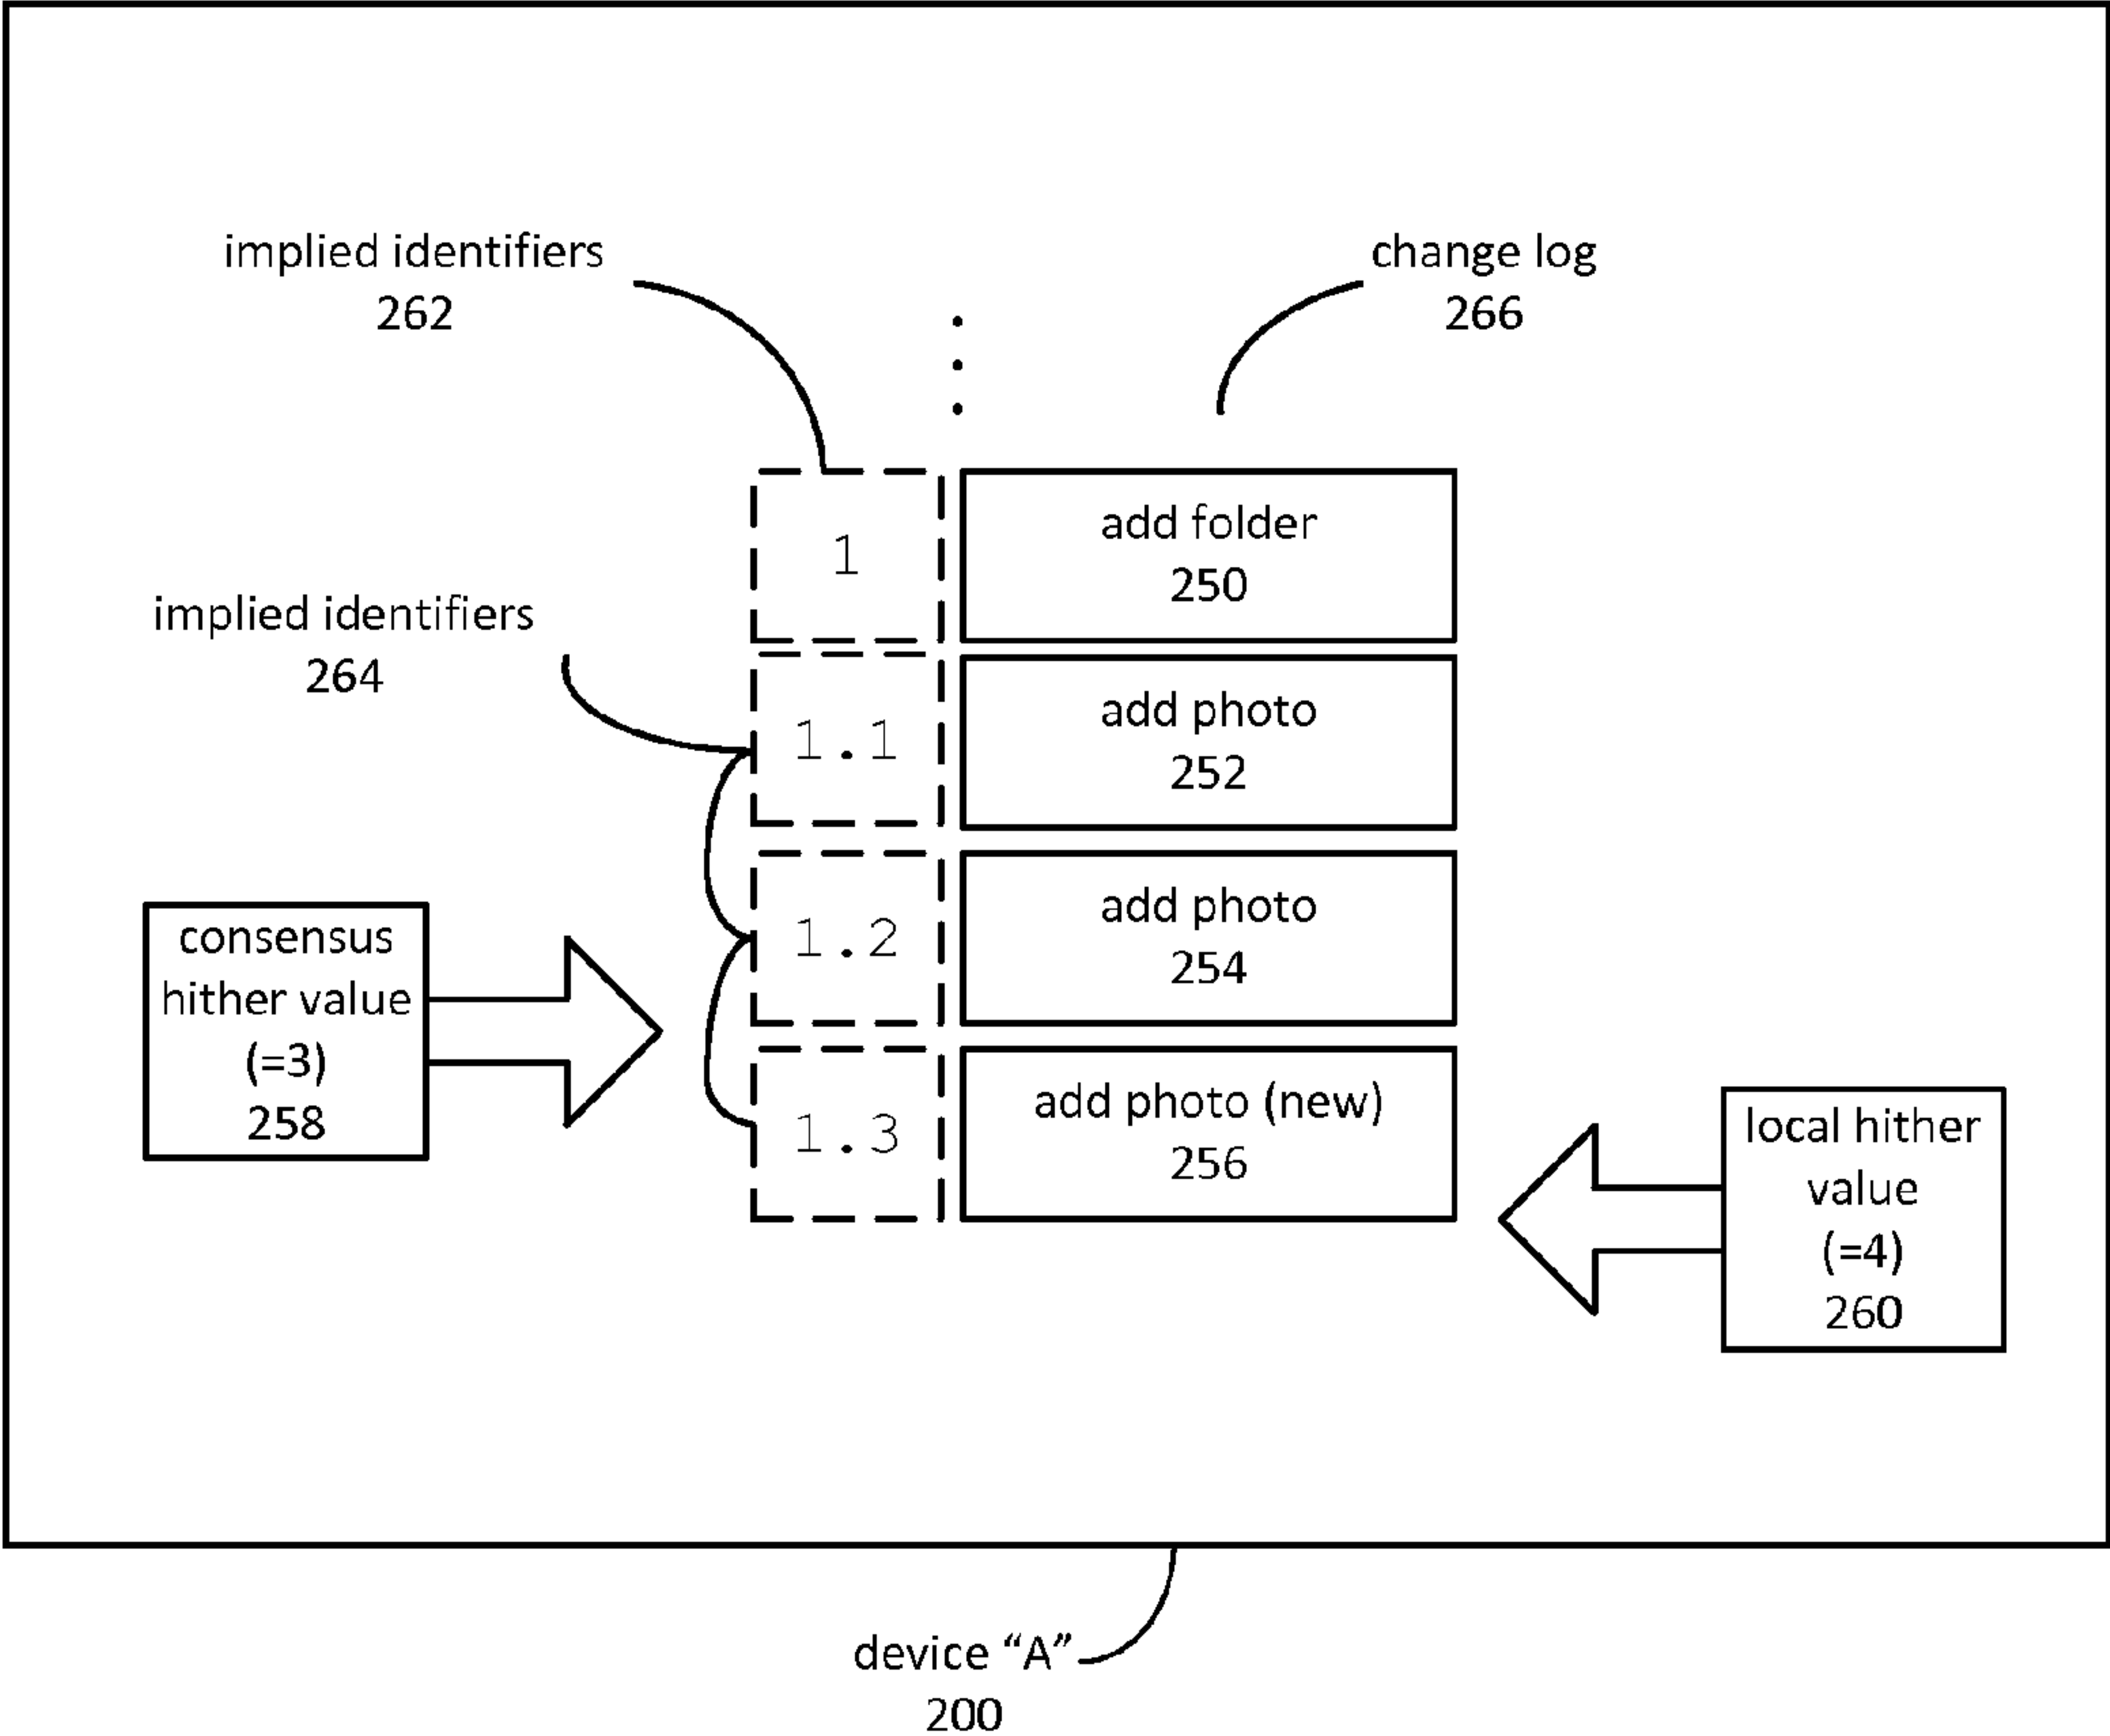 implied identifiers
262
change log
266
1
add folder
250
implied identifiers
264
1.1
add photo
252
1.2
add photo
254
consensus
hither value
(=3)
258
1.3
add photo (new)
256
local hither
value
(=4)
260
device “A”
200